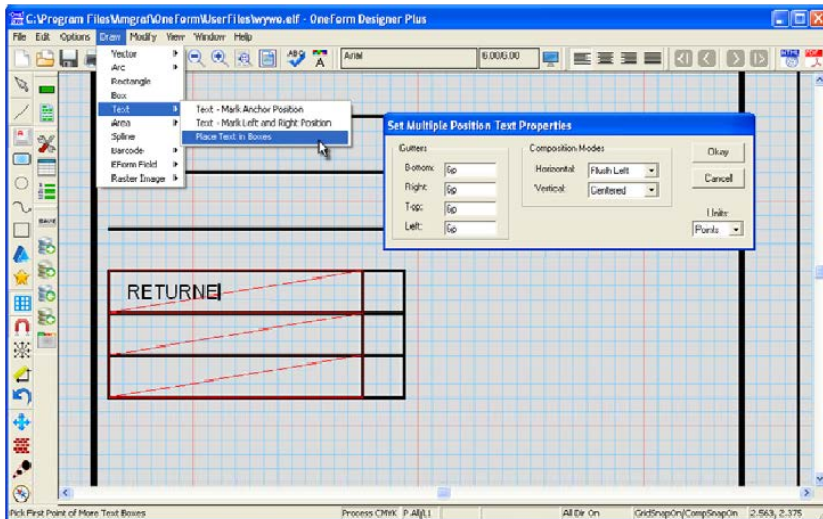 C:\Program Files\Amgraf\OneForm\UserFiles\wywo.elf - OneForm Designer Plus
File Edit Options Draw Modify View Window Help
Arial 6.00/6.00
Vector
Arc
Rectangle
Box
Text
Area
Spline
Barcode
EForm Field
Raster Image
Text - Mark Anchor Position
Text - Mark Left and Right Position
Place Text in Boxes
Set Multiple Position Text Properties
Gutters
Bottom: 6p
Right: 6p
Top: 6p
Left: 6p
Composition Modes
Horizontal: Flush Left
Vertical: Centered
Okay
Cancel
Units:
Points
SAVE
RETURNE
Pick First Point of More Text Boxes Process CMYK P.All,L1 All Dir On GridSnapOn/CompSnapOn 2.563, 2.375